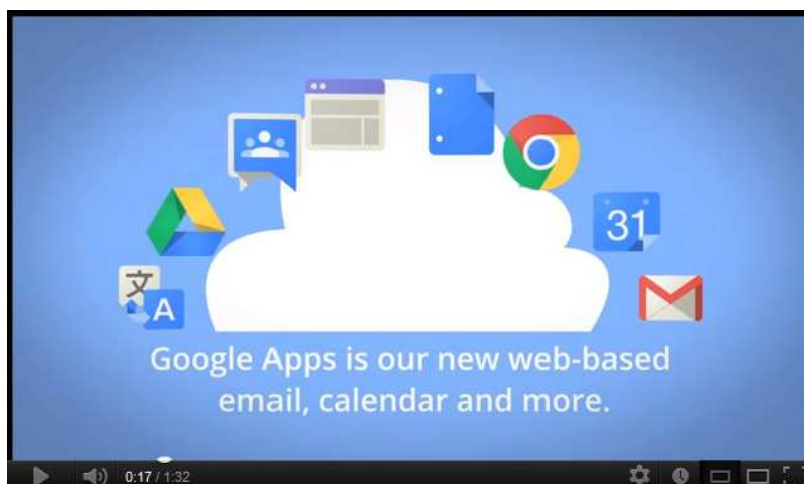 文
A
31
Google Apps is our new web-based
email, calendar and more.
0:17 / 1:32